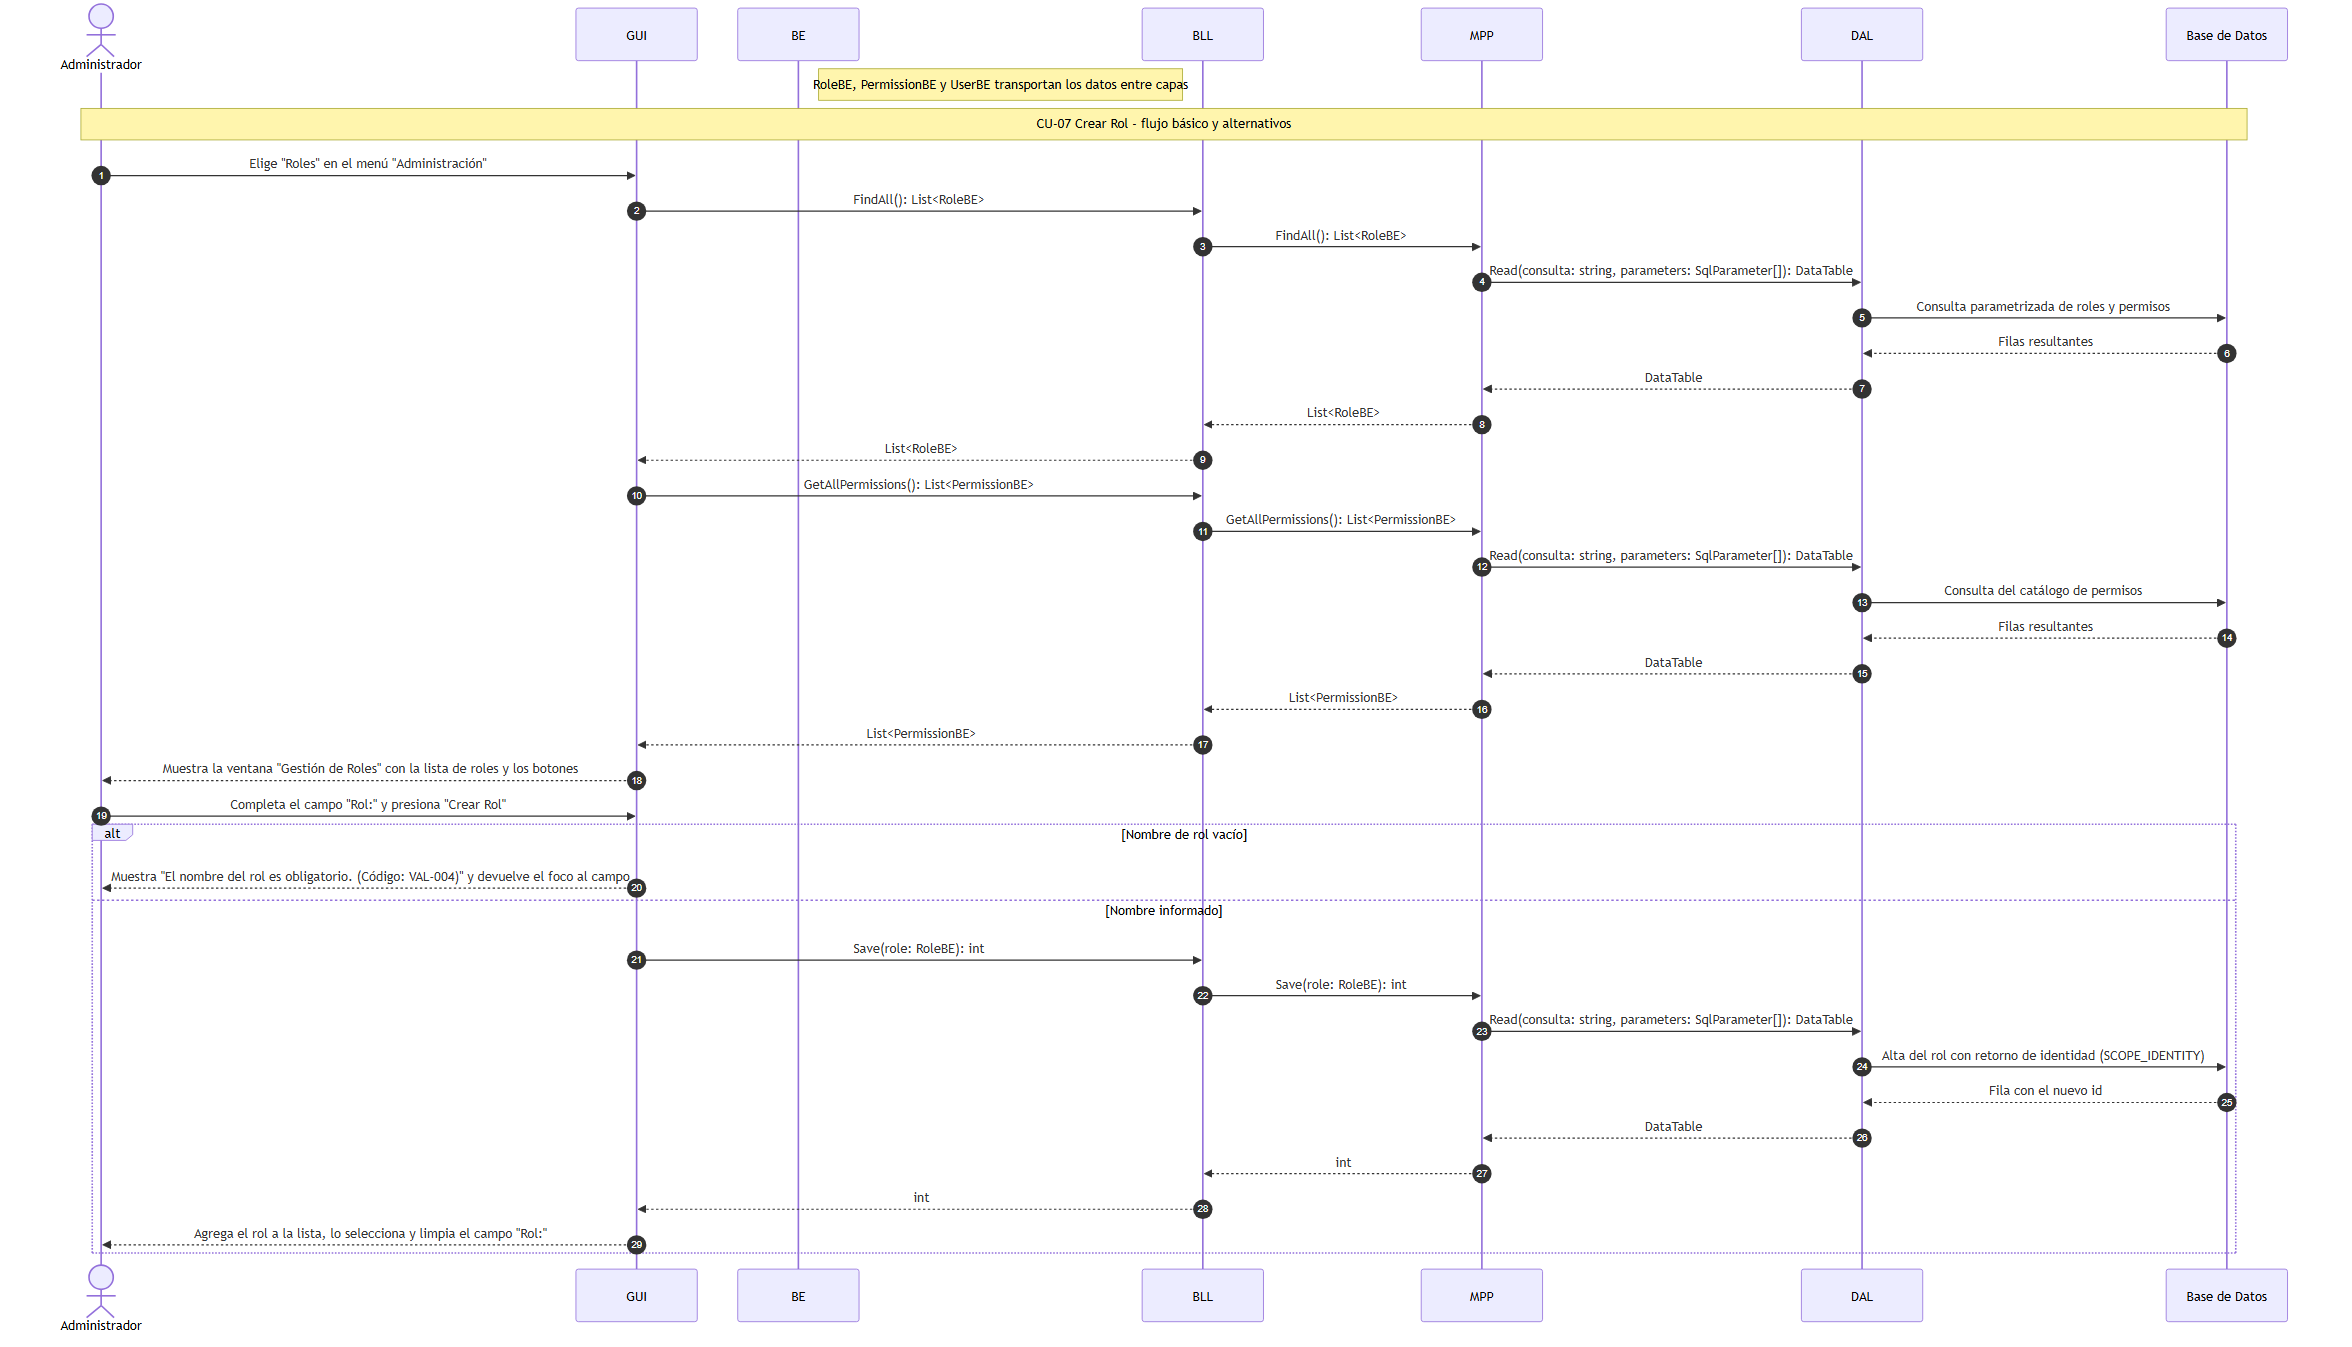 Administrador
GUI
BE
BLL
MPP
DAL
Base de Datos
RoleBE, PermissionBE y UserBE transportan los datos entre capas
CU-07 Crear Rol - flujo básico y alternativos
Elige "Roles" en el menú "Administración"
1
FindAll(): List<RoleBE>
2
FindAll(): List<RoleBE>
3
Read(consulta: string, parameters: SqlParameter[]): DataTable
4
Consulta parametrizada de roles y permisos
5
Filas resultantes
6
DataTable
7
List<RoleBE>
8
List<RoleBE>
9
GetAllPermissions(): List<PermissionBE>
10
GetAllPermissions(): List<PermissionBE>
11
Read(consulta: string, parameters: SqlParameter[]): DataTable
12
Consulta del catálogo de permisos
13
Filas resultantes
14
DataTable
15
List<PermissionBE>
16
List<PermissionBE>
17
Muestra la ventana "Gestión de Roles" con la lista de roles y los botones
18
Completa el campo "Rol:" y presiona "Crear Rol"
19
alt
[Nombre de rol vacío]
Muestra "El nombre del rol es obligatorio. (Código: VAL-004)" y devuelve el foco al campo
20
[Nombre informado]
Save(role: RoleBE): int
21
Save(role: RoleBE): int
22
Read(consulta: string, parameters: SqlParameter[]): DataTable
23
Alta del rol con retorno de identidad (SCOPE_IDENTITY)
24
Fila con el nuevo id
25
DataTable
26
int
27
int
28
Agrega el rol a la lista, lo selecciona y limpia el campo "Rol:"
29
Administrador
GUI
BE
BLL
MPP
DAL
Base de Datos